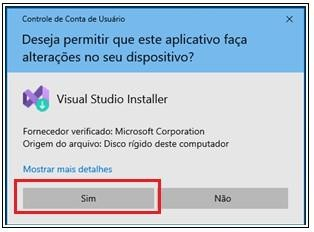 Controle de Conta de Usuário
Deseja permitir que este aplicativo faça
alterações no seu dispositivo?
Visual Studio Installer
Fornecedor verificado: Microsoft Corporation
Origem do arquivo: Disco rígido deste computador
Mostrar mais detalhes
Sim
Não